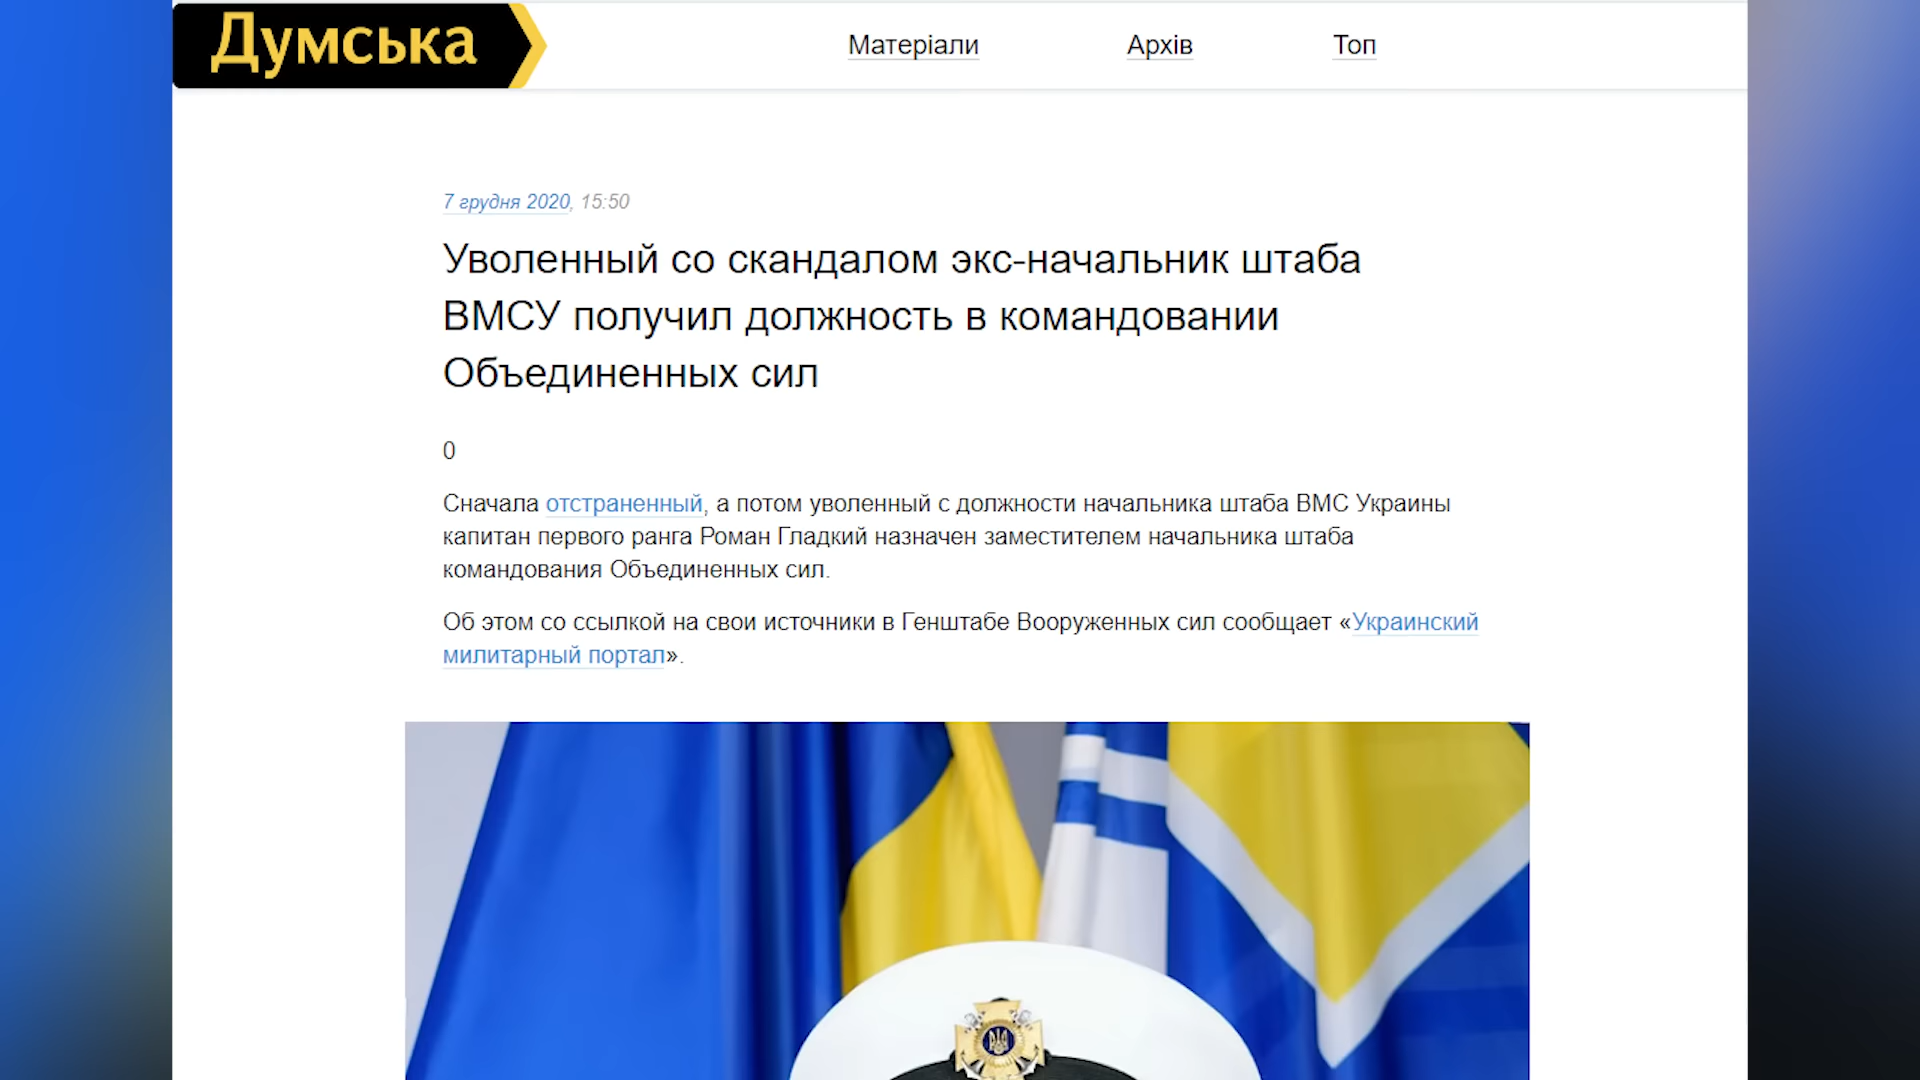 Думська
Матеріали
Архів
Топ
7 грудня 2020, 15:50
Уволенный со скандалом экс-начальник штаба
ВМСУ получил должность в командовании
Объединенных сил
0
Сначала отстраненный, а потом уволенный с должности начальника штаба ВМС Украины
капитан первого ранга Роман Гладкий назначен заместителем начальника штаба
командования Объединенных сил.
Об этом со ссылкой на свои источники в Генштабе Вооруженных сил сообщает «Украинский
милитарный портал».